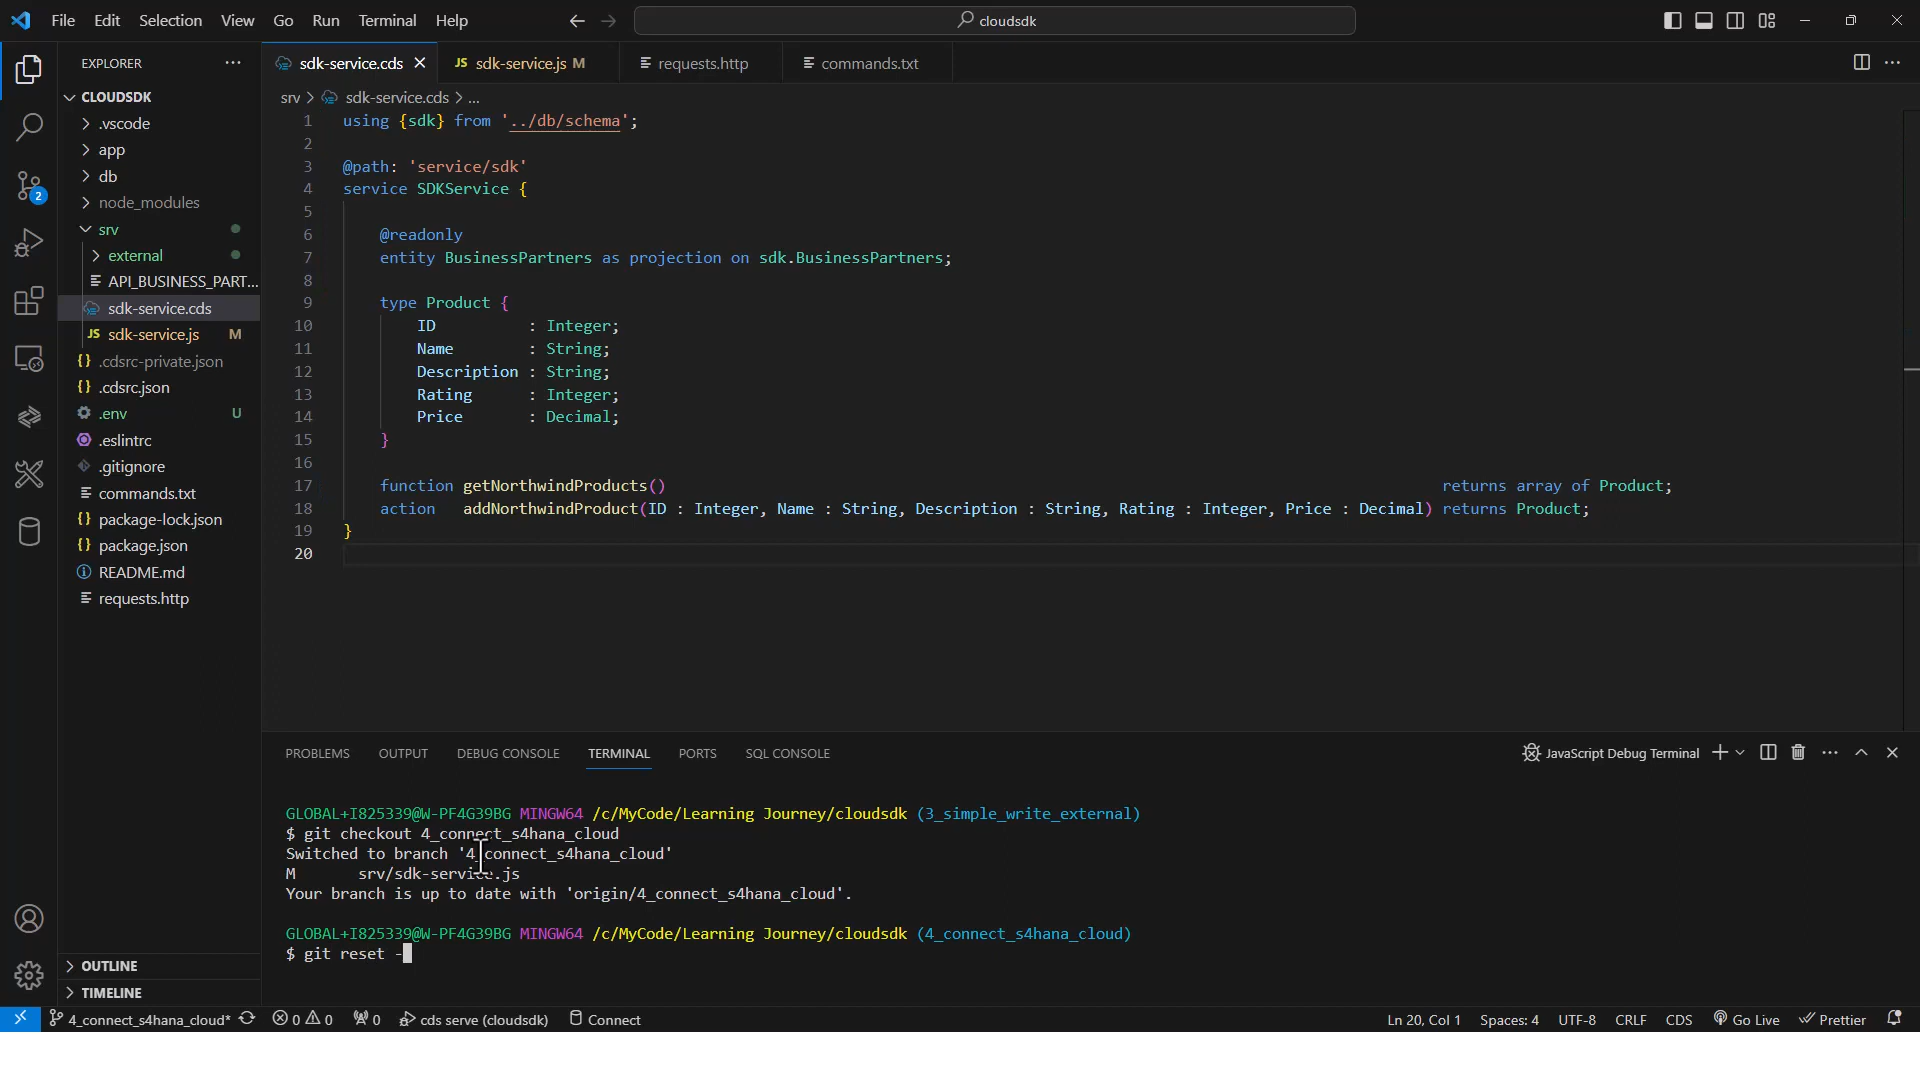 File Edit Selection View Go Run Terminal Help
cloudsdk
EXPLORER
CLOUDSDK
.vscode
app
db
node_modules
srv
external
API_BUSINESS_PART...
sdk-service.cds
JS sdk-service.js M
{} .cdsrc-private.json
{} .cdsrc.json
.env U
.eslintrc
.gitignore
commands.txt
{} package-lock.json
{} package.json
README.md
requests.http
OUTLINE
TIMELINE
2
sdk-service.cds
JS sdk-service.js M
requests.http
commands.txt
srv > sdk-service.cds > ...
1 using {sdk} from '../db/schema';
2
3 @path: 'service/sdk'
4 service SDKService {
5
6 @readonly
7 entity BusinessPartners as projection on sdk.BusinessPartners;
8
9 type Product {
10 ID : Integer;
11 Name : String;
12 Description : String;
13 Rating : Integer;
14 Price : Decimal;
15 }
16
17 function getNorthwindProducts() returns array of Product;
18 action addNorthwindProduct(ID : Integer, Name : String, Description : String, Rating : Integer, Price : Decimal) returns Product;
19 }
20
PROBLEMS OUTPUT DEBUG CONSOLE TERMINAL PORTS SQL CONSOLE
JavaScript Debug Terminal
GLOBAL+I825339@W-PF4G39BG MINGW64 /c/MyCode/Learning Journey/cloudsdk (3_simple_write_external)
$ git checkout 4_connect_s4hana_cloud
Switched to branch '4_connect_s4hana_cloud'
M srv/sdk-service.js
Your branch is up to date with 'origin/4_connect_s4hana_cloud'.
GLOBAL+I825339@W-PF4G39BG MINGW64 /c/MyCode/Learning Journey/cloudsdk (4_connect_s4hana_cloud)
$ git reset -
4_connect_s4hana_cloud* 0 0 0 cds serve (cloudsdk) Connect
Ln 20, Col 1 Spaces: 4 UTF-8 CRLF CDS Go Live Prettier